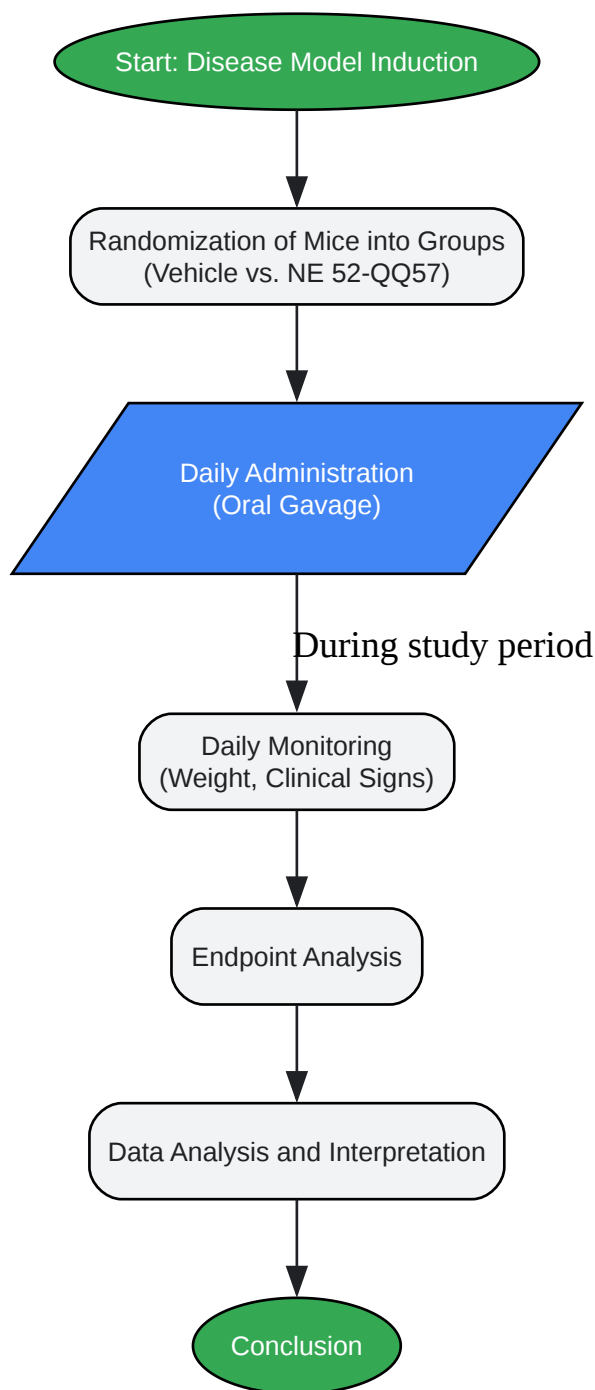 Start: Disease Model Induction
Randomization of Mice into Groups
(Vehicle vs. NE 52-QQ57)
Daily Administration
(Oral Gavage)
During study period
Daily Monitoring
(Weight, Clinical Signs)
Endpoint Analysis
Data Analysis and Interpretation
Conclusion